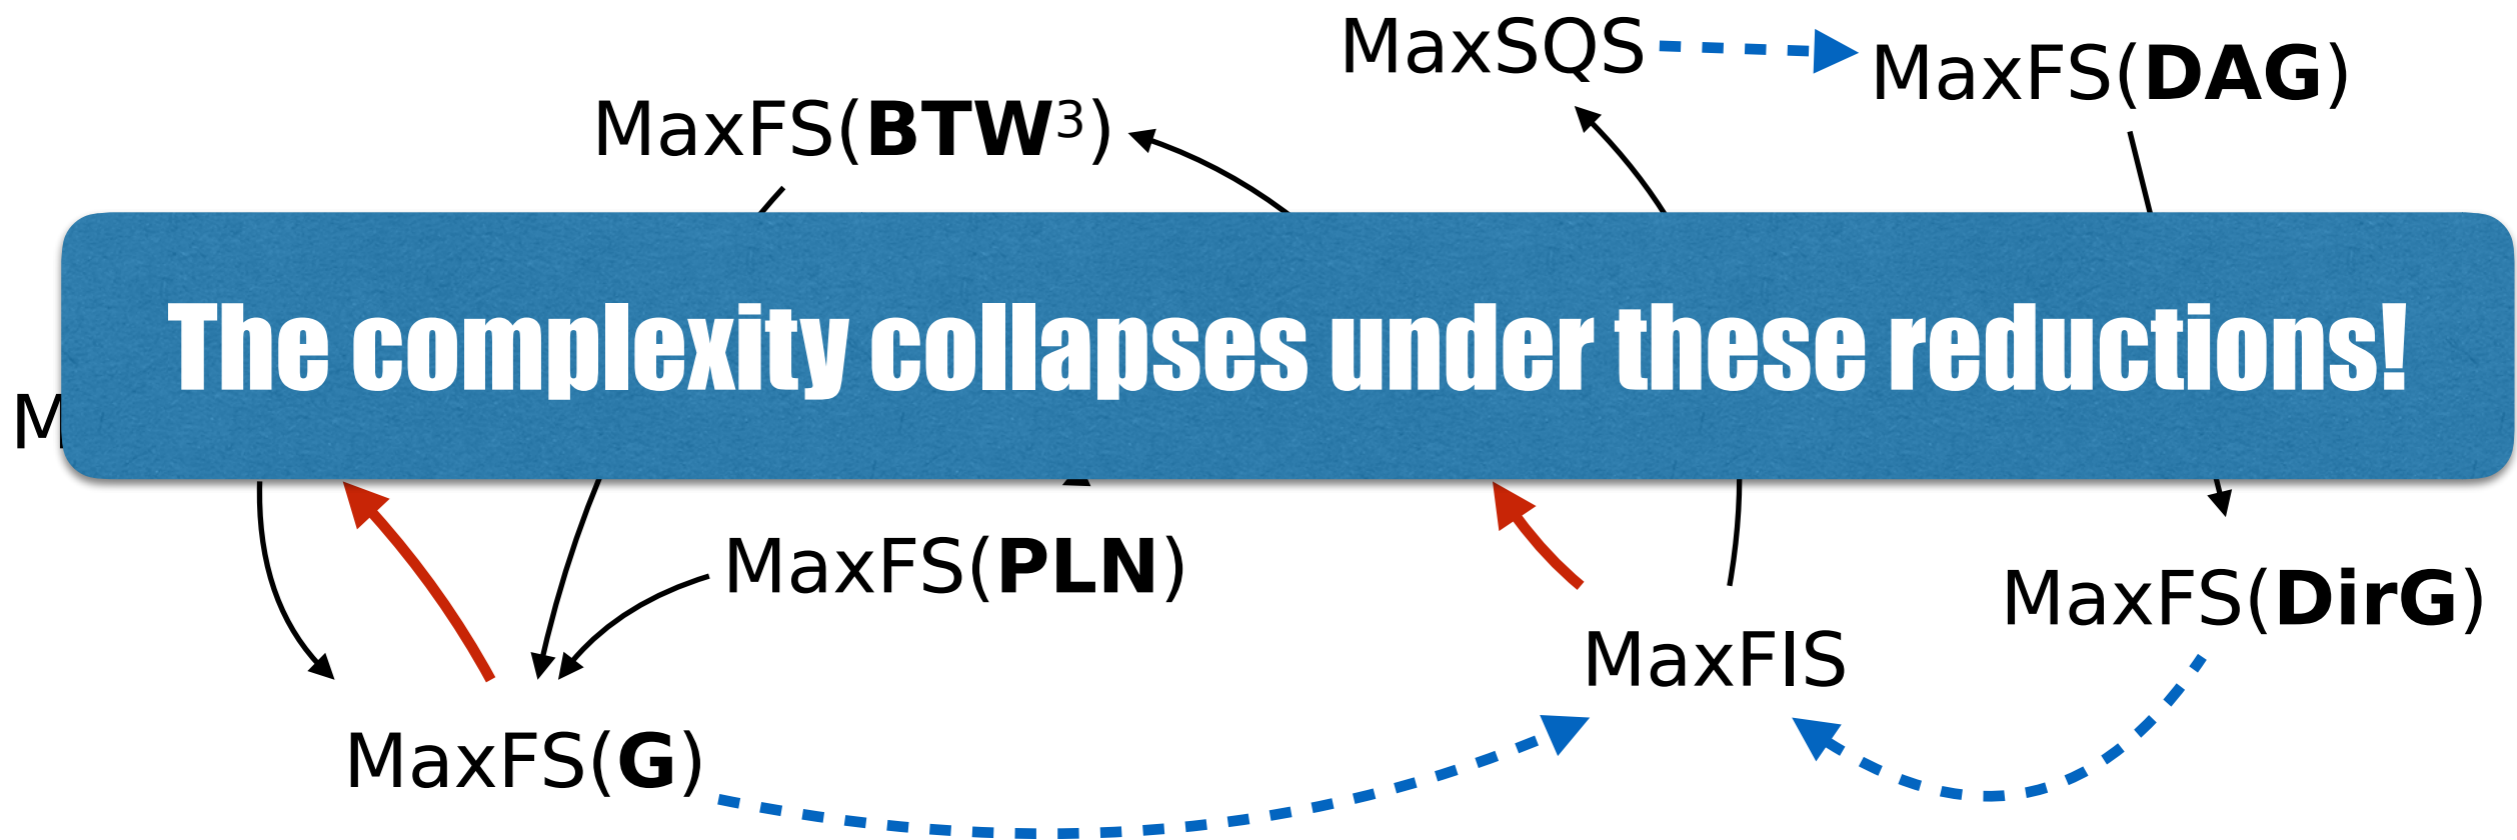 MaxSQS
MaxFS(DAG)
MaxFS(BTW³)
The complexity collapses under these reductions!
M
MaxFS(PLN)
MaxFS(DirG)
MaxFIS
MaxFS(G)